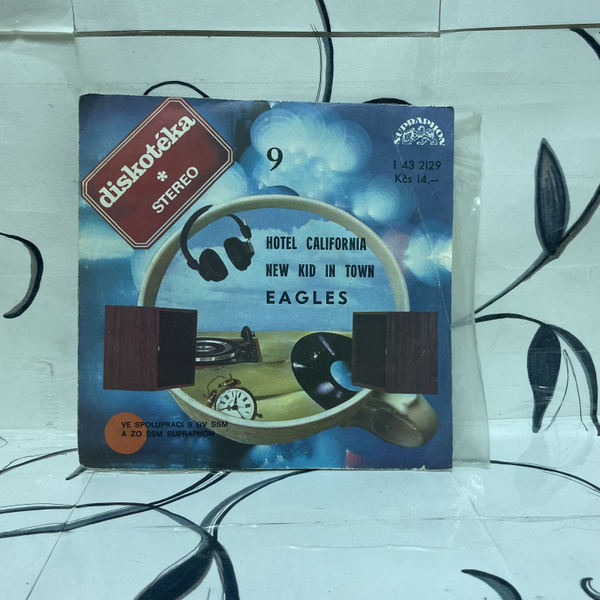 diskotéka
*
STEREO
9
SUPRAPHON
1 43 2129
Kčs 14,—
HOTEL CALIFORNIA
NEW KID IN TOWN
EAGLES
VE SPOLUPRÁCI S ÚV SSM
A ZO SSM SUPRAPHON